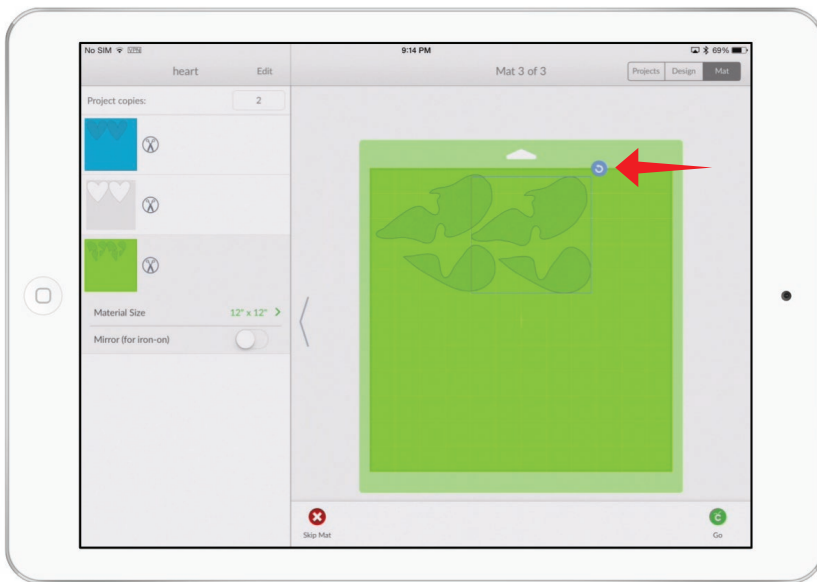 No SIM
9:14 PM
69%
heart
Edit
Mat 3 of 3
Projects
Design
Mat
Project copies:
2
Material Size
12" x 12"
Mirror (for iron-on)
Skip Mat
Go